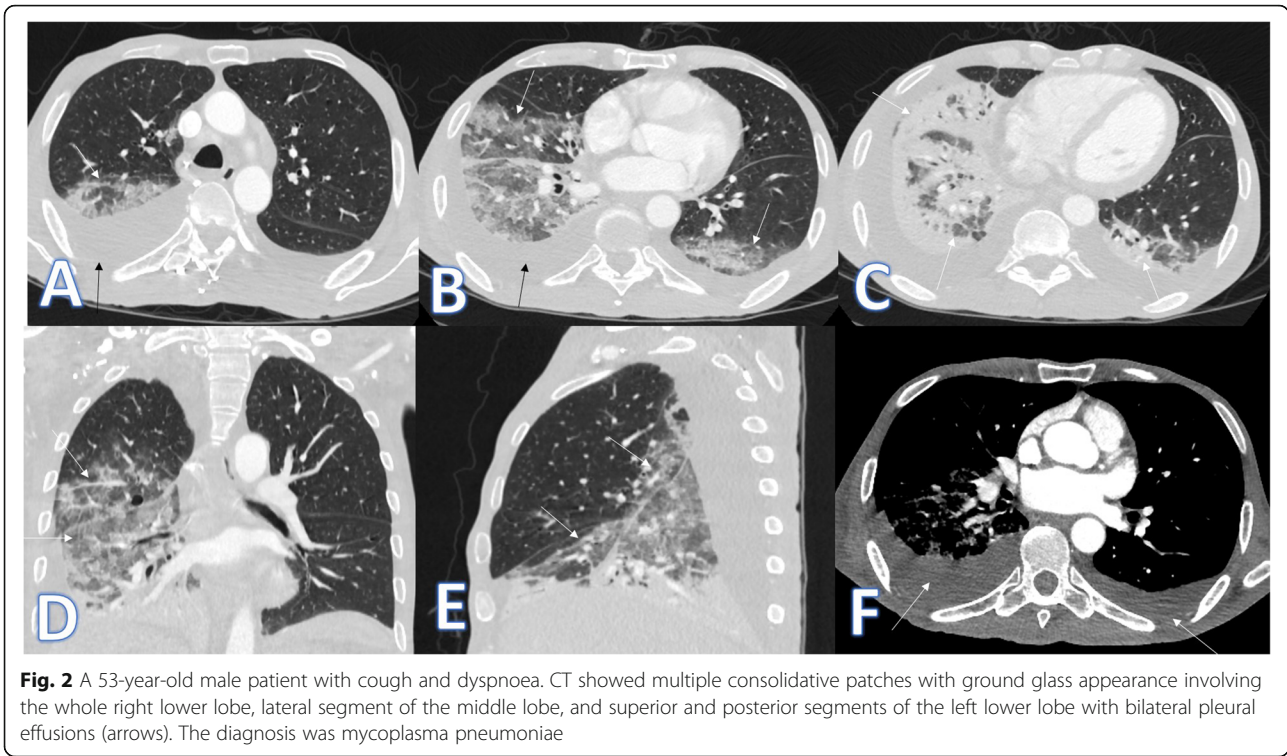 A
B
C
D
E
F
Fig. 2 A 53-year-old male patient with cough and dyspnoea. CT showed multiple consolidative patches with ground glass appearance involving
the whole right lower lobe, lateral segment of the middle lobe, and superior and posterior segments of the left lower lobe with bilateral pleural
effusions (arrows). The diagnosis was mycoplasma pneumoniae